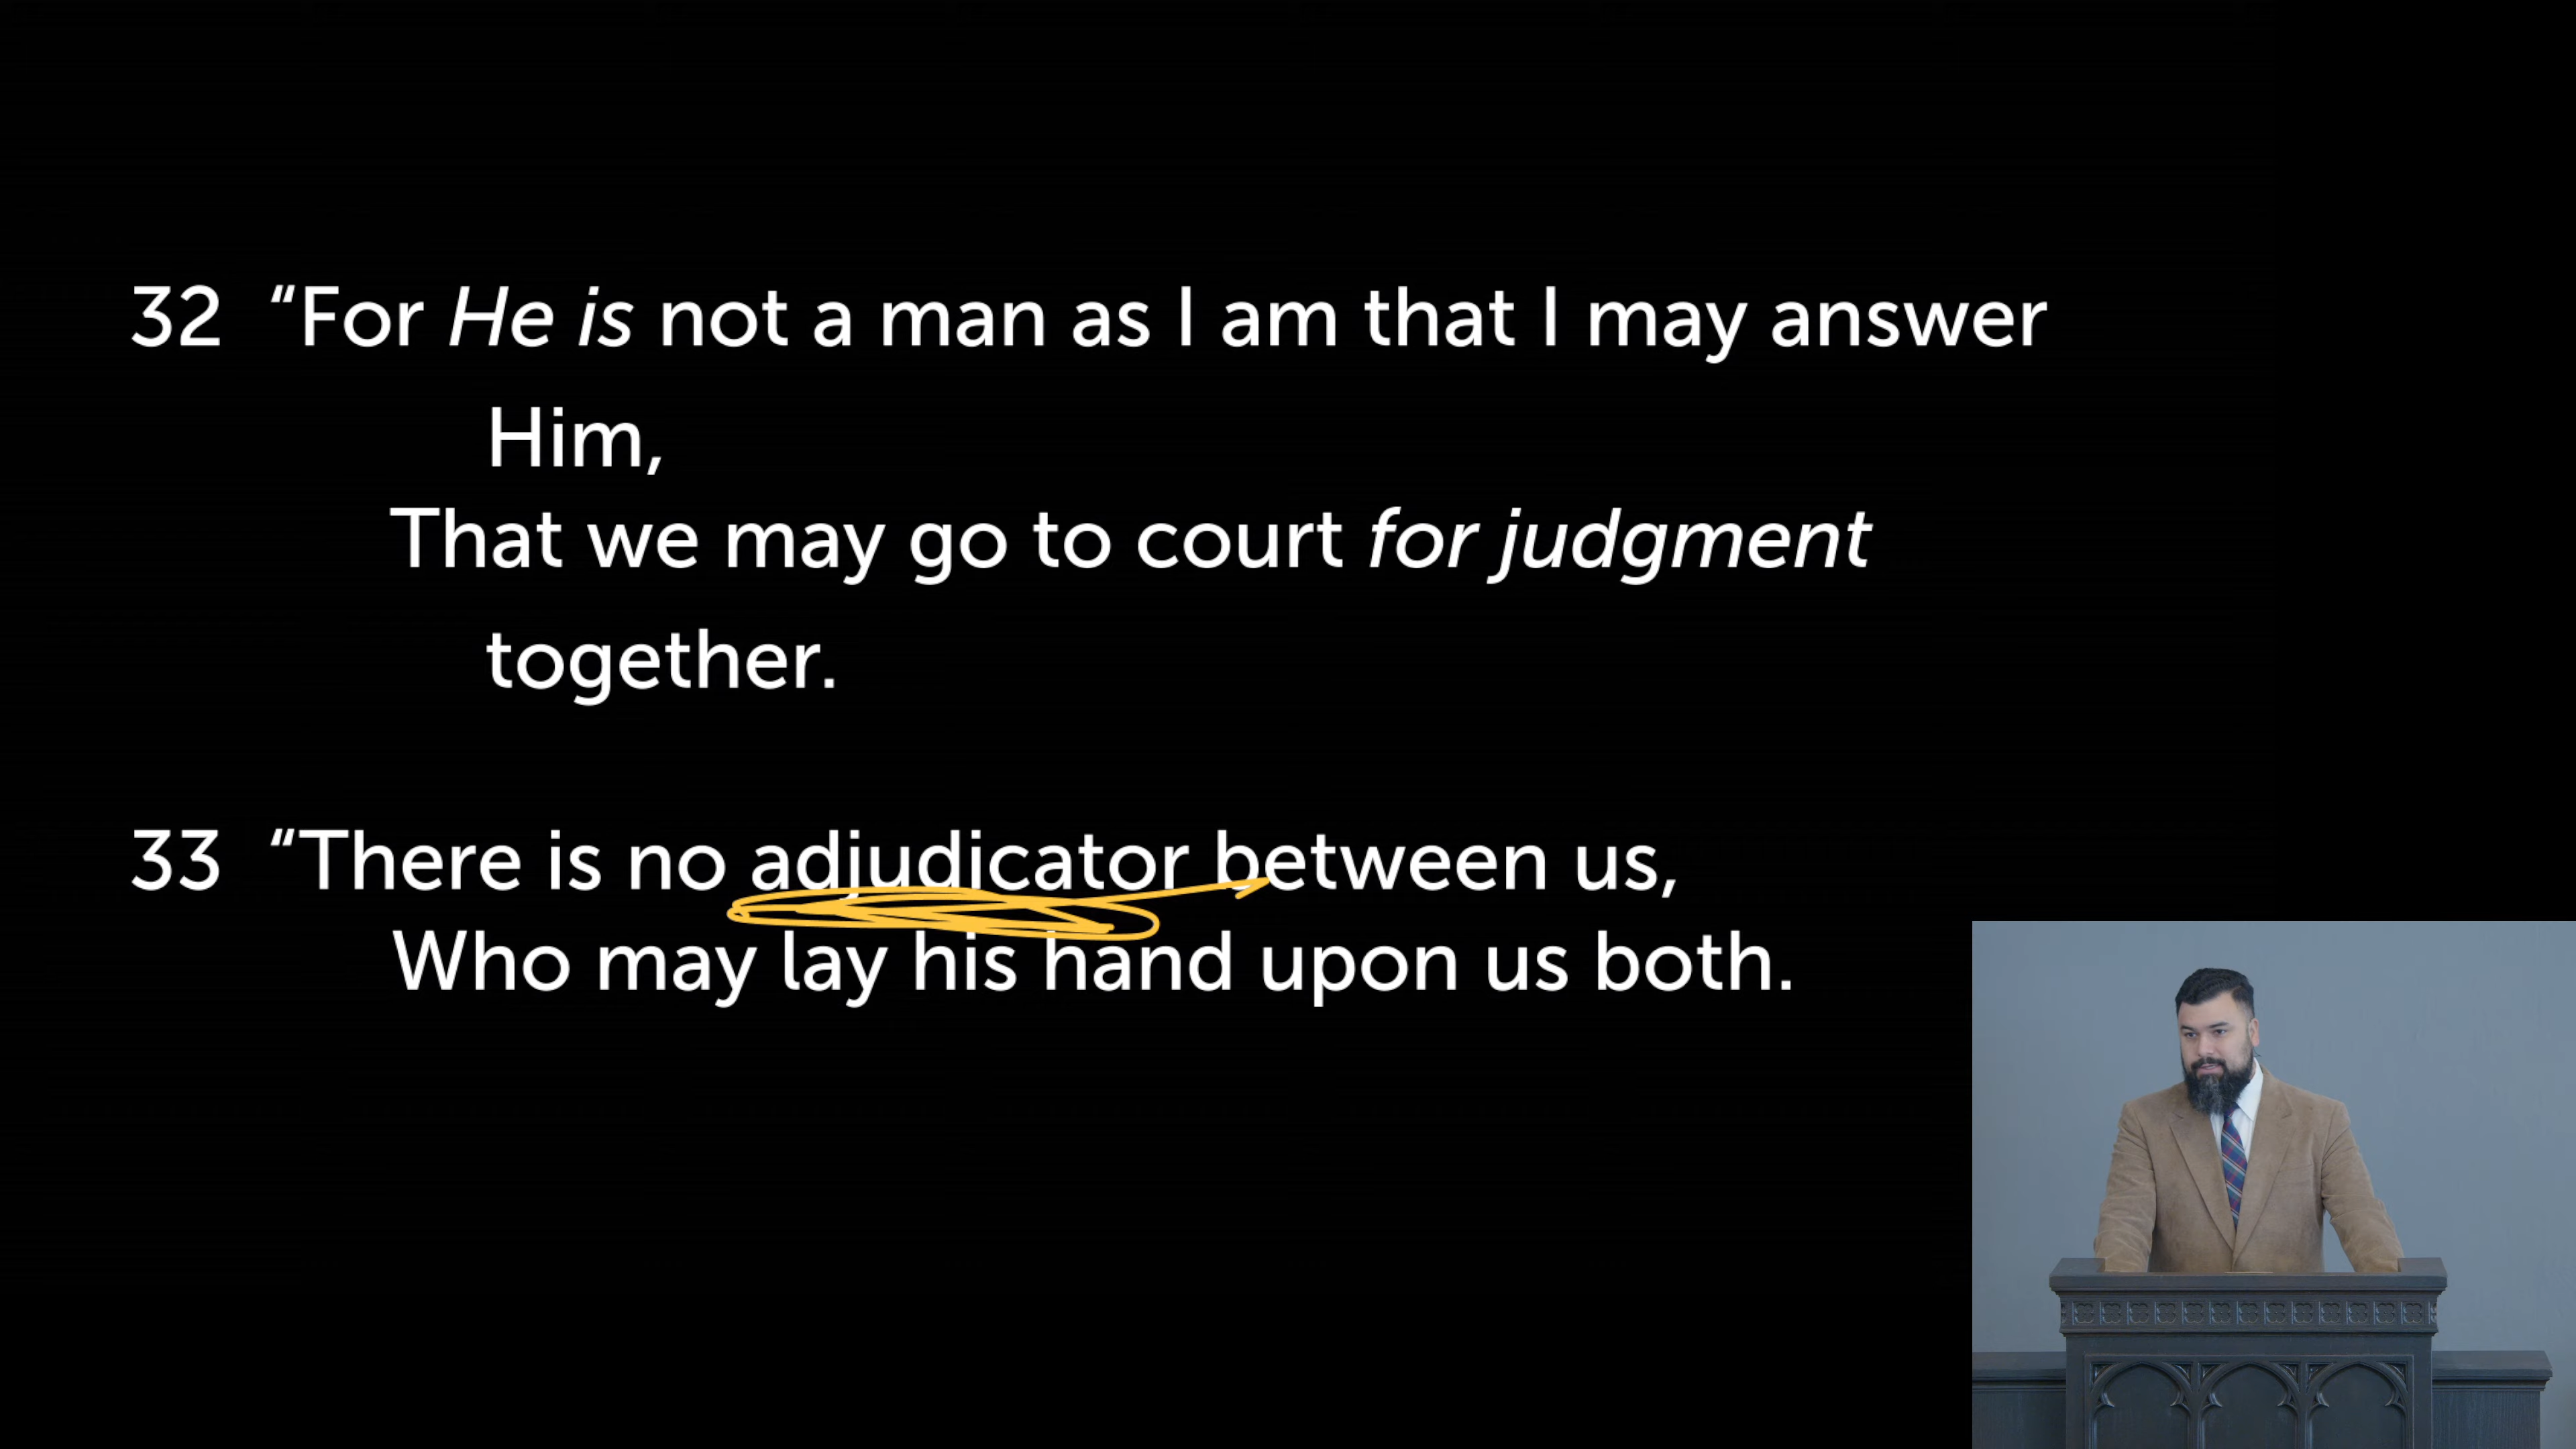 32 “For He is not a man as I am that I may answer
Him,
That we may go to court for judgment
together.
33 “There is no adjudicator between us,
Who may lay his hand upon us both.